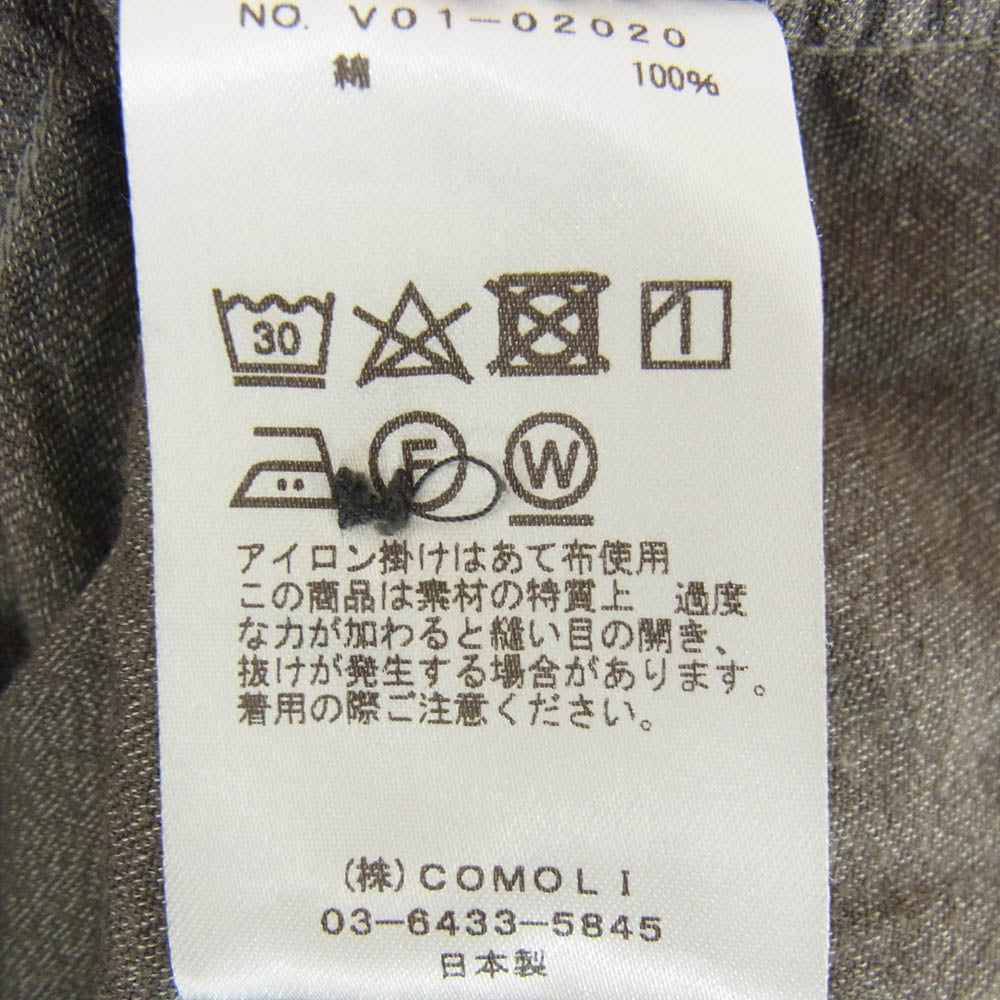 NO. V01-02020
綿 100%
30
F W
アイロン掛けはあて布使用
この商品は素材の特質上 過度
な力が加わると縫い目の開き、
抜けが発生する場合があります。
着用の際ご注意ください。
(株)COMOLI
03-6433-5845
日本製